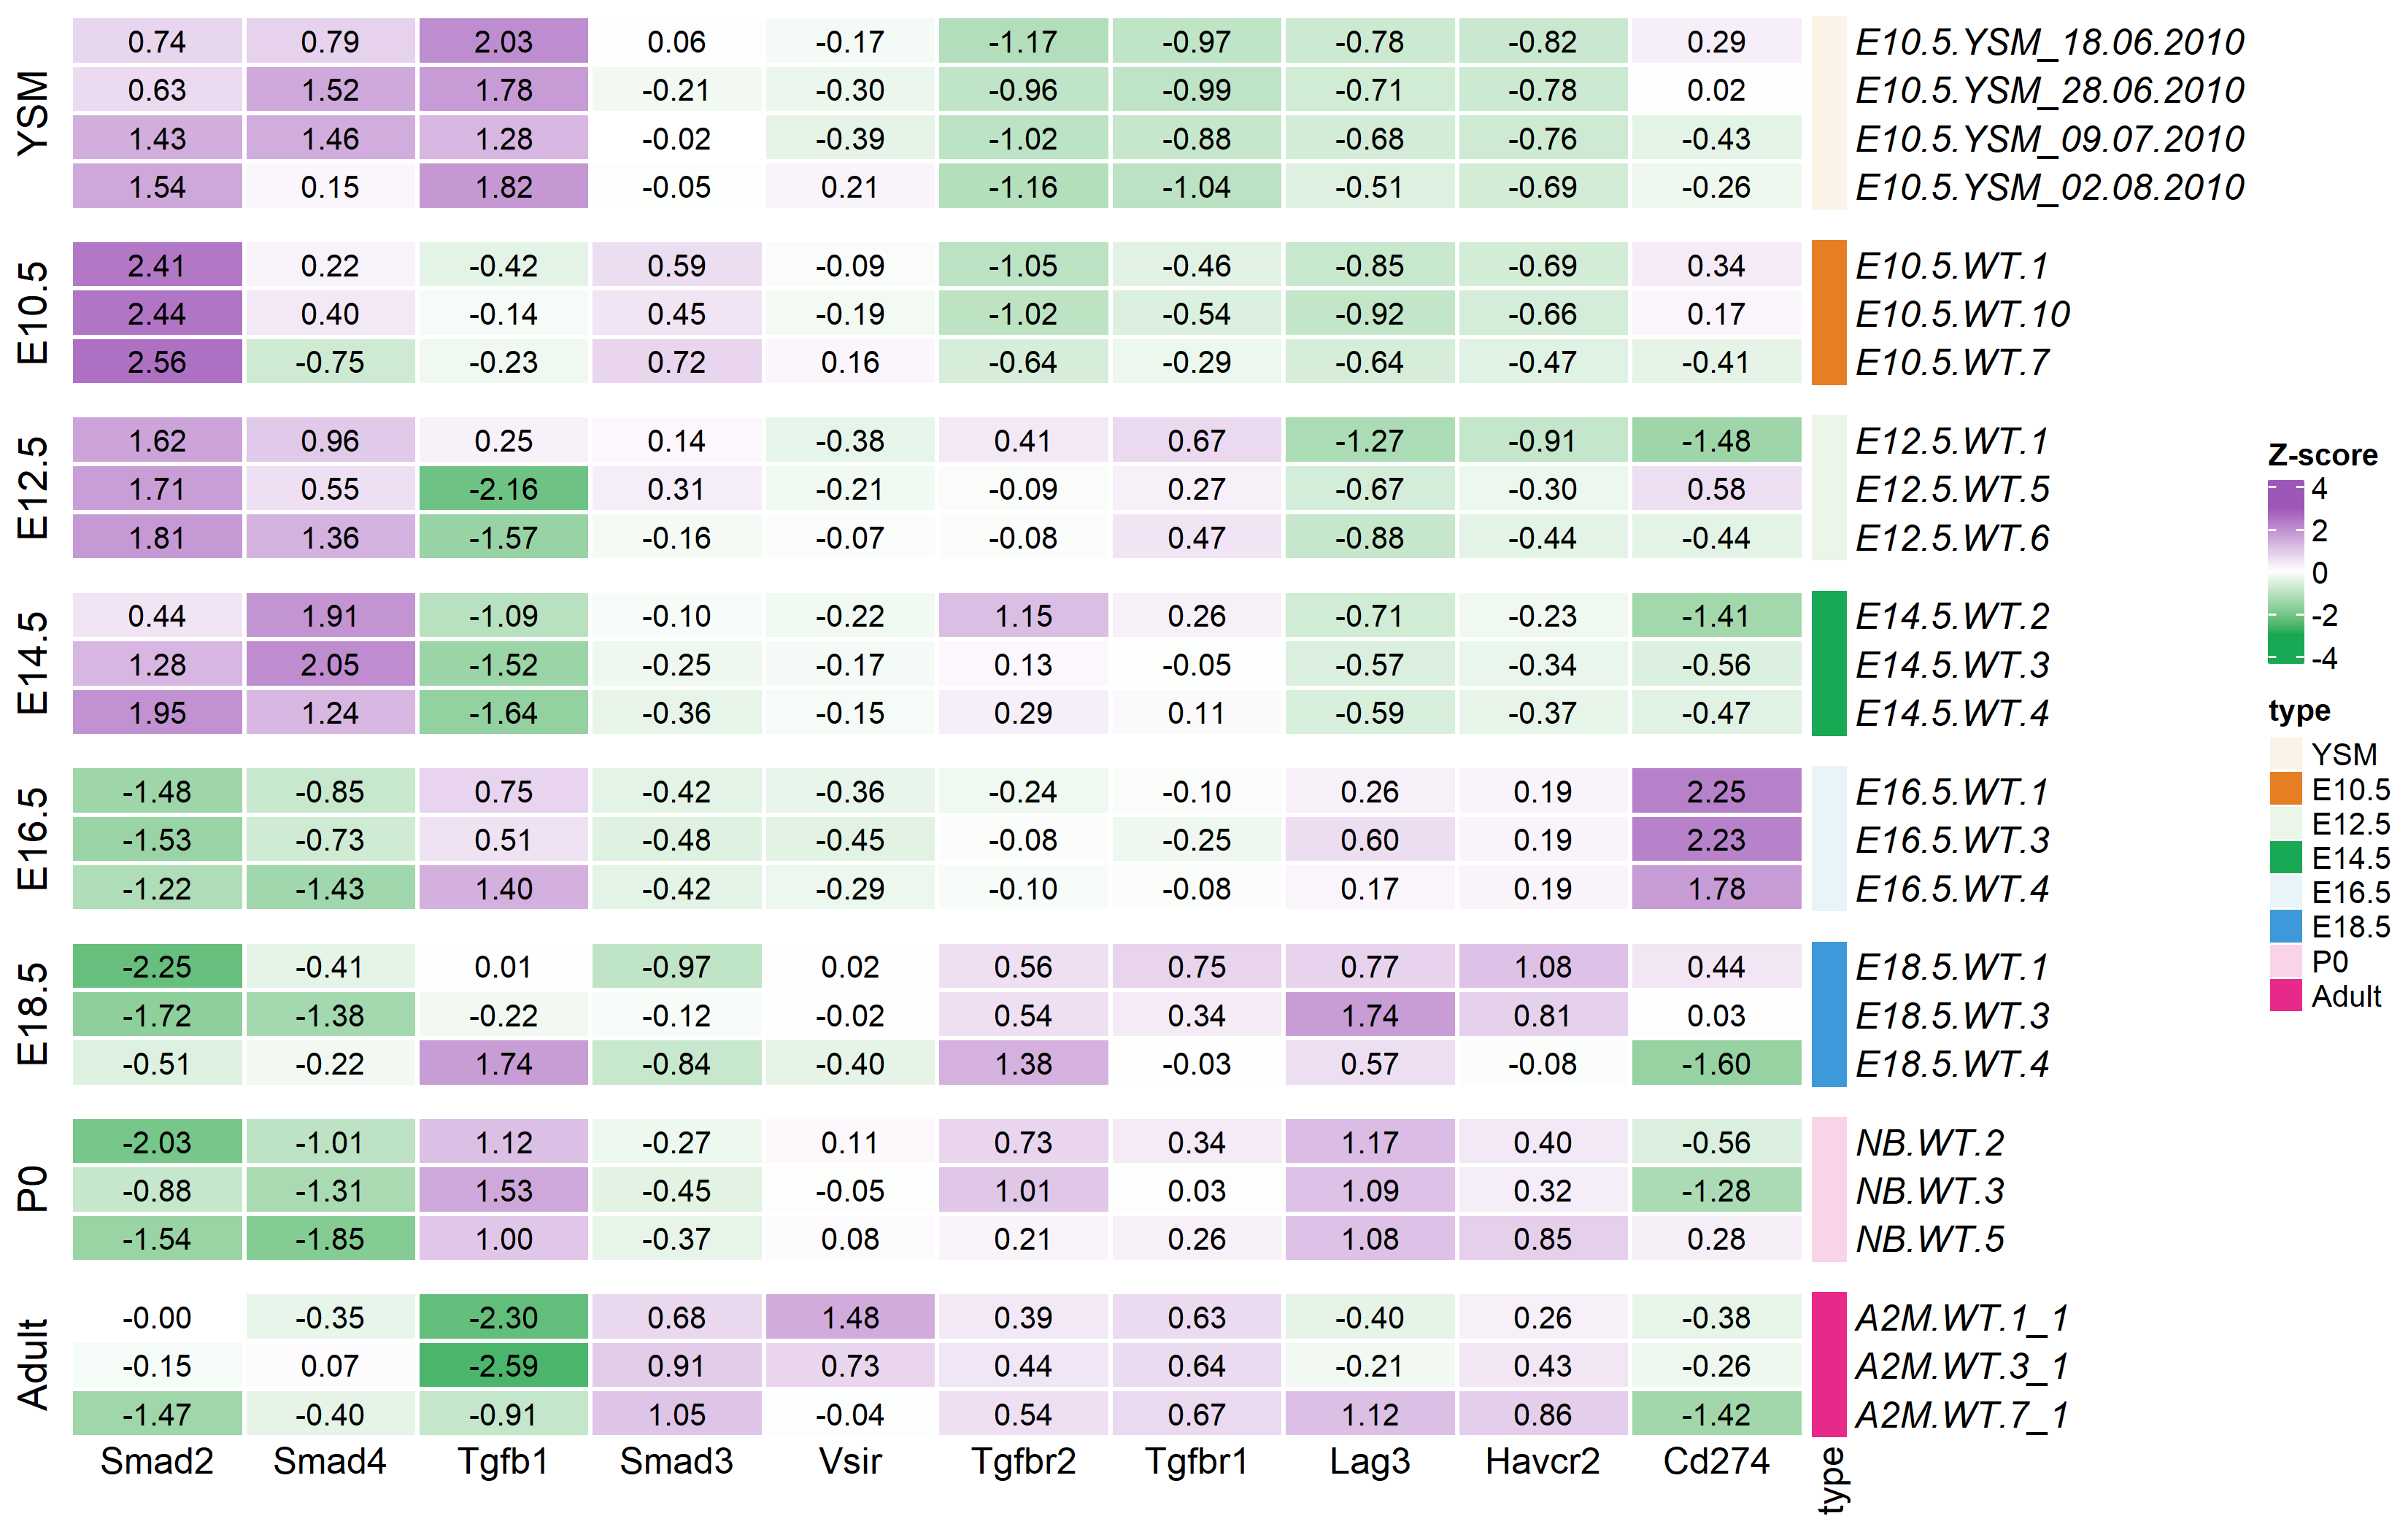 YSM
0.74 0.79 2.03 0.06 -0.17 -1.17 -0.97 -0.78 -0.82 0.29 E10.5.YSM_18.06.2010
0.63 1.52 1.78 -0.21 -0.30 -0.96 -0.99 -0.71 -0.78 0.02 E10.5.YSM_28.06.2010
1.43 1.46 1.28 -0.02 -0.39 -1.02 -0.88 -0.68 -0.76 -0.43 E10.5.YSM_09.07.2010
1.54 0.15 1.82 -0.05 0.21 -1.16 -1.04 -0.51 -0.69 -0.26 E10.5.YSM_02.08.2010
E10.5
2.41 0.22 -0.42 0.59 -0.09 -1.05 -0.46 -0.85 -0.69 0.34 E10.5.WT.1
2.44 0.40 -0.14 0.45 -0.19 -1.02 -0.54 -0.92 -0.66 0.17 E10.5.WT.10
2.56 -0.75 -0.23 0.72 0.16 -0.64 -0.29 -0.64 -0.47 -0.41 E10.5.WT.7
E12.5
1.62 0.96 0.25 0.14 -0.38 0.41 0.67 -1.27 -0.91 -1.48 E12.5.WT.1
1.71 0.55 -2.16 0.31 -0.21 -0.09 0.27 -0.67 -0.30 0.58 E12.5.WT.5
1.81 1.36 -1.57 -0.16 -0.07 -0.08 0.47 -0.88 -0.44 -0.44 E12.5.WT.6
E14.5
0.44 1.91 -1.09 -0.10 -0.22 1.15 0.26 -0.71 -0.23 -1.41 E14.5.WT.2
1.28 2.05 -1.52 -0.25 -0.17 0.13 -0.05 -0.57 -0.34 -0.56 E14.5.WT.3
1.95 1.24 -1.64 -0.36 -0.15 0.29 0.11 -0.59 -0.37 -0.47 E14.5.WT.4
E16.5
-1.48 -0.85 0.75 -0.42 -0.36 -0.24 -0.10 0.26 0.19 2.25 E16.5.WT.1
-1.53 -0.73 0.51 -0.48 -0.45 -0.08 -0.25 0.60 0.19 2.23 E16.5.WT.3
-1.22 -1.43 1.40 -0.42 -0.29 -0.10 -0.08 0.17 0.19 1.78 E16.5.WT.4
E18.5
-2.25 -0.41 0.01 -0.97 0.02 0.56 0.75 0.77 1.08 0.44 E18.5.WT.1
-1.72 -1.38 -0.22 -0.12 -0.02 0.54 0.34 1.74 0.81 0.03 E18.5.WT.3
-0.51 -0.22 1.74 -0.84 -0.40 1.38 -0.03 0.57 -0.08 -1.60 E18.5.WT.4
P0
-2.03 -1.01 1.12 -0.27 0.11 0.73 0.34 1.17 0.40 -0.56 NB.WT.2
-0.88 -1.31 1.53 -0.45 -0.05 1.01 0.03 1.09 0.32 -1.28 NB.WT.3
-1.54 -1.85 1.00 -0.37 0.08 0.21 0.26 1.08 0.85 0.28 NB.WT.5
Adult
-0.00 -0.35 -2.30 0.68 1.48 0.39 0.63 -0.40 0.26 -0.38 A2M.WT.1_1
-0.15 0.07 -2.59 0.91 0.73 0.44 0.64 -0.21 0.43 -0.26 A2M.WT.3_1
-1.47 -0.40 -0.91 1.05 -0.04 0.54 0.67 1.12 0.86 -1.42 A2M.WT.7_1
Smad2 Smad4 Tgfb1 Smad3 Vsir Tgfbr2 Tgfbr1 Lag3 Havcr2 Cd274 type
Z-score
4
2
0
-2
-4
type
YSM
E10.5
E12.5
E14.5
E16.5
E18.5
P0
Adult